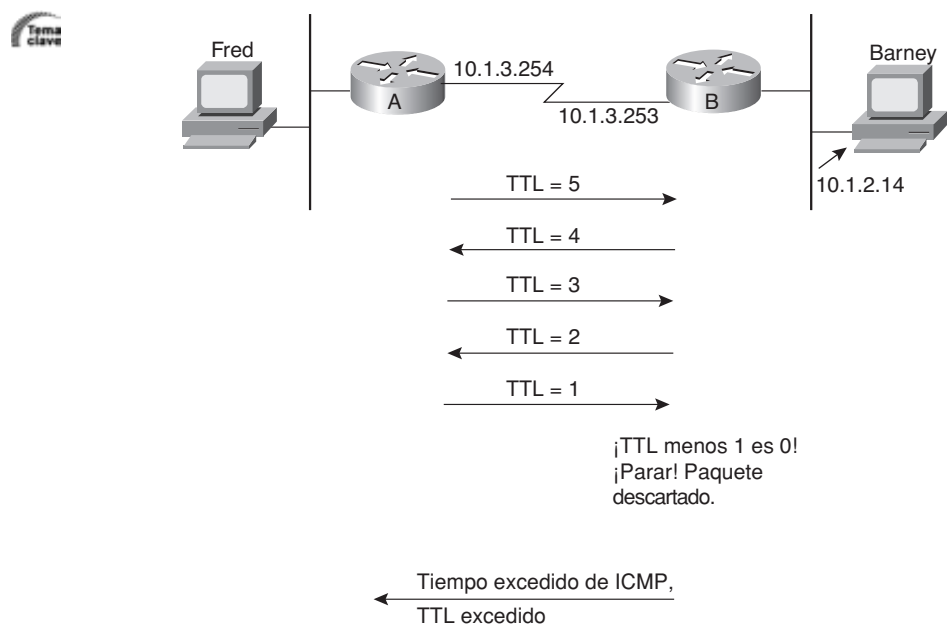 Tema
clave
Fred
Barney
10.1.3.254
A
B
10.1.3.253
10.1.2.14
TTL = 5
TTL = 4
TTL = 3
TTL = 2
TTL = 1
¡TTL menos 1 es 0!
¡Parar! Paquete
descartado.
Tiempo excedido de ICMP,
TTL excedido